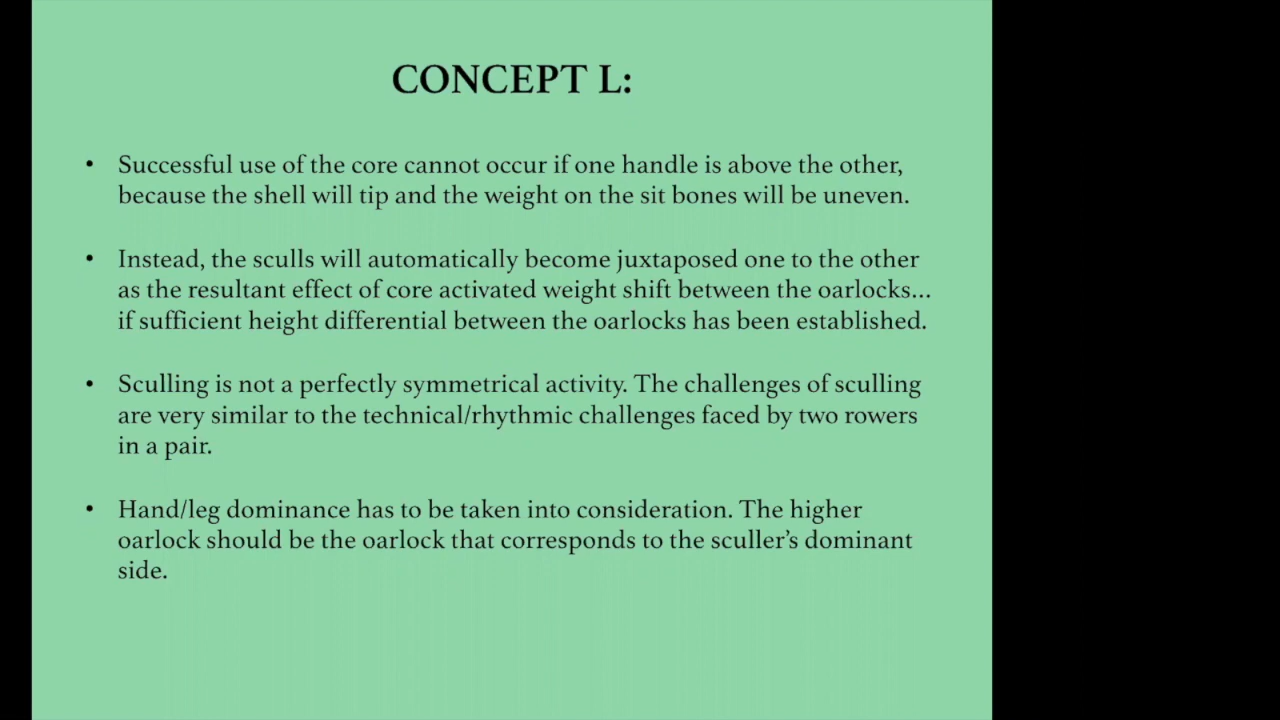 CONCEPT L:
• Successful use of the core cannot occur if one handle is above the other,
because the shell will tip and the weight on the sit bones will be uneven.
• Instead, the sculls will automatically become juxtaposed one to the other
as the resultant effect of core activated weight shift between the oarlocks...
if sufficient height differential between the oarlocks has been established.
• Sculling is not a perfectly symmetrical activity. The challenges of sculling
are very similar to the technical/rhythmic challenges faced by two rowers
in a pair.
• Hand/leg dominance has to be taken into consideration. The higher
oarlock should be the oarlock that corresponds to the sculler’s dominant
side.